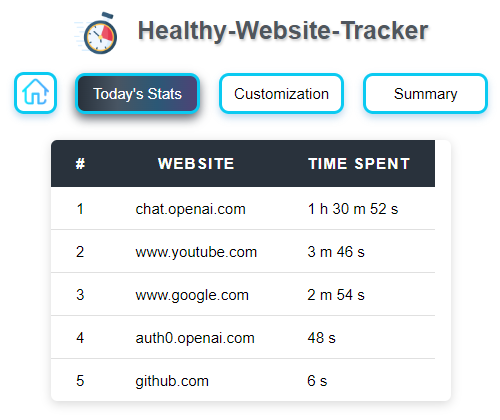 Healthy-Website-Tracker
Today's Stats Customization Summary
# WEBSITE TIME SPENT
1 chat.openai.com 1 h 30 m 52 s
2 www.youtube.com 3 m 46 s
3 www.google.com 2 m 54 s
4 auth0.openai.com 48 s
5 github.com 6 s